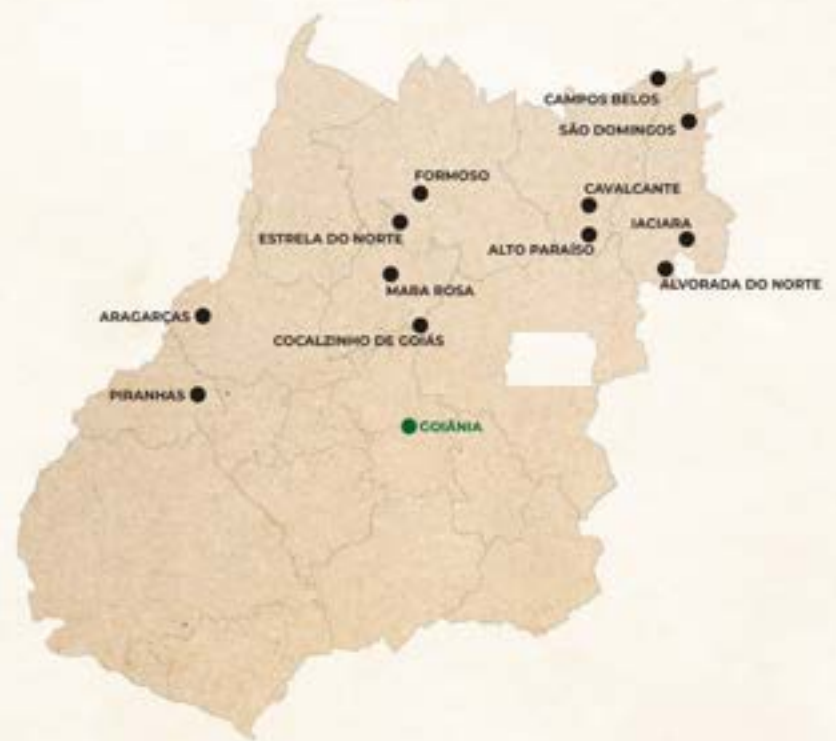 CAMPOS BELOS
SÃO DOMINGOS
FORMOSO
CAVALCANTE
IACIARA
ESTRELA DO NORTE
ALTO PARAÍSO
ALVORADA DO NORTE
MARA ROSA
ARAGARÇAS
COCALZINHO DE GOIÁS
PIRANHAS
GOIÂNIA